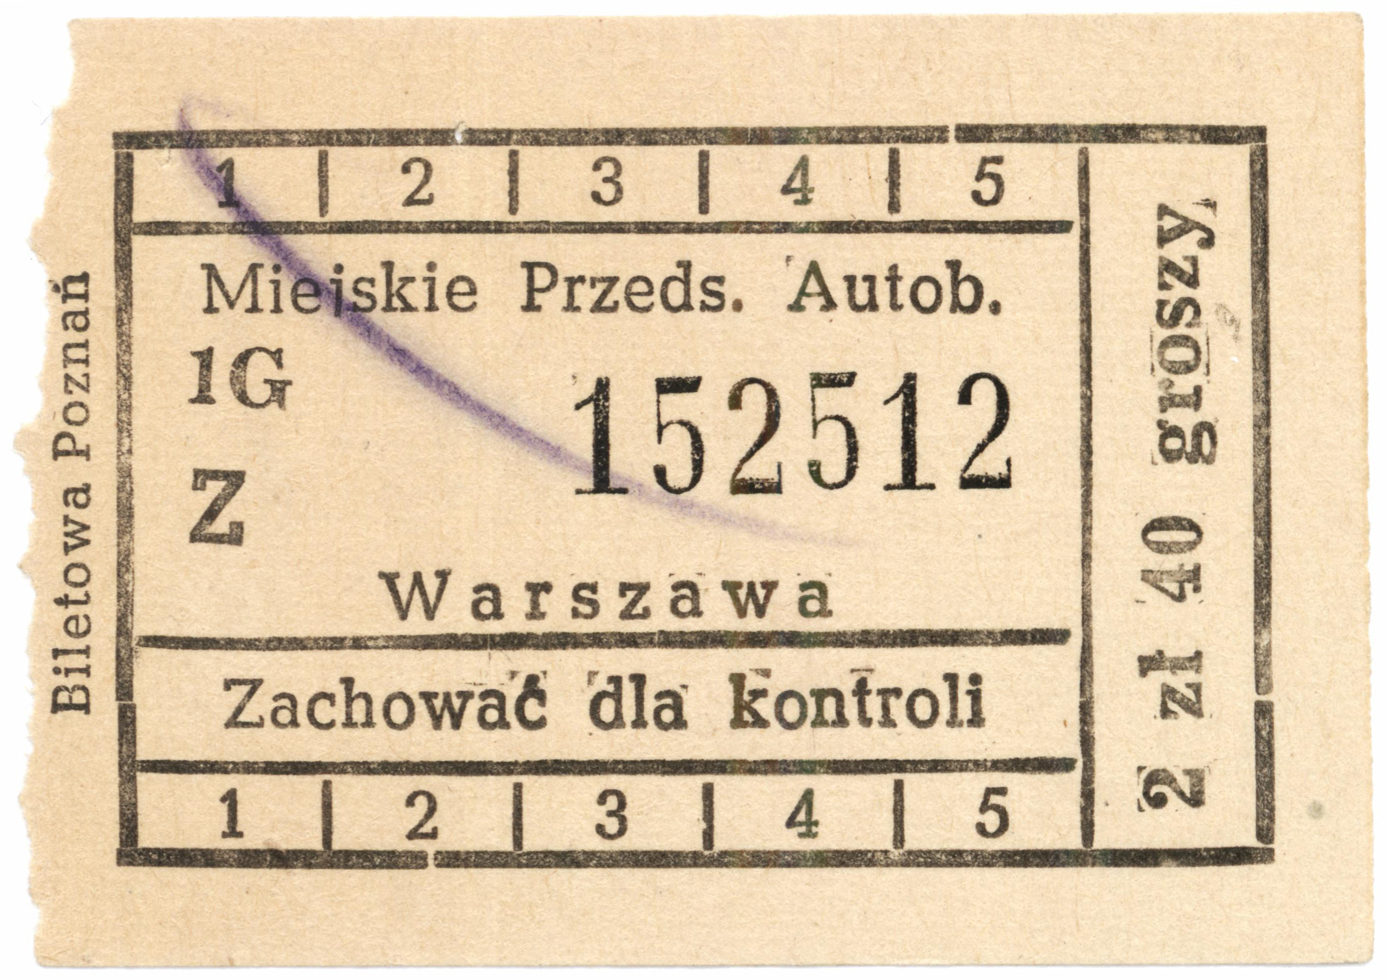 Biletowa Poznań
1 | 2 | 3 | 4 | 5
Miejskie Przeds. Autob.
1G
152512
Z
Warszawa
Zachować dla kontroli
1 | 2 | 3 | 4 | 5
2 zł 40 groszy